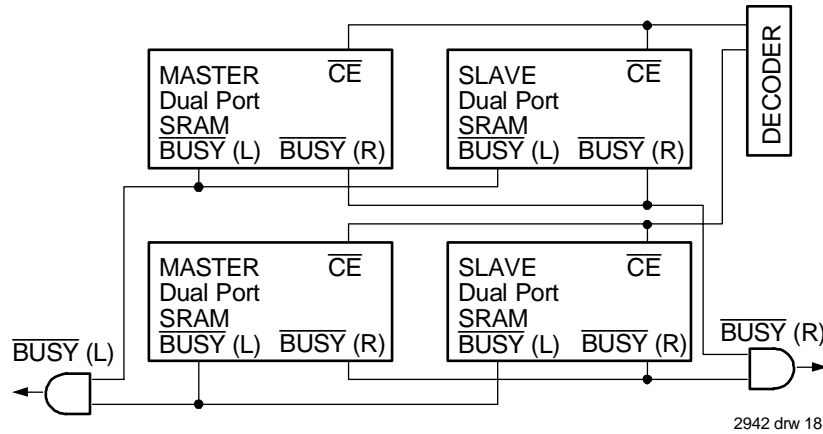 MASTER
Dual Port
SRAM
BUSY (L) BUSY (R)
CE
SLAVE
Dual Port
SRAM
BUSY (L) BUSY (R)
CE
DECODER
MASTER
Dual Port
SRAM
BUSY (L) BUSY (R)
CE
SLAVE
Dual Port
SRAM
BUSY (L) BUSY (R)
CE
BUSY (L)
BUSY (R)
2942 drw 18